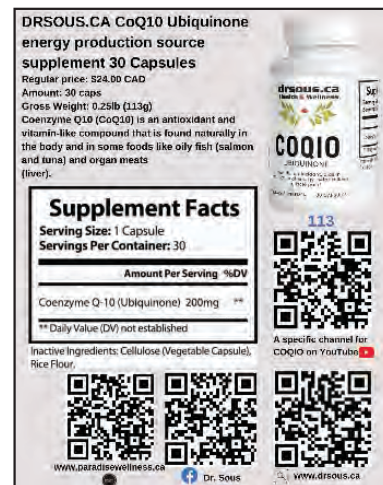 DRSOUS.CA CoQ10 Ubiquinone
energy production source
supplement 30 Capsules
Regular price: $24.00 CAD
Amount: 30 caps
Gross Weight: 0.25lb (113g)
Coenzyme Q10 (CoQ10) is an antioxidant and
vitamin-like compound that is found naturally in
the body and in some foods like oily fish (salmon
and tuna) and organ meats
(liver).
drsous.ca
Health & Wellness
COQ10
UBIQUINONE
113
Supplement Facts
Serving Size: 1 Capsule
Servings Per Container: 30
Amount Per Serving %DV
Coenzyme Q-10 (Ubiquinone) 200mg **
** Daily Value (DV) not established
Inactive Ingredients: Cellulose (Vegetable Capsule),
Rice Flour.
A specific channel for
COQ10 on YouTube
www.paradisewellness.ca
Dr. Sous
www.drsous.ca